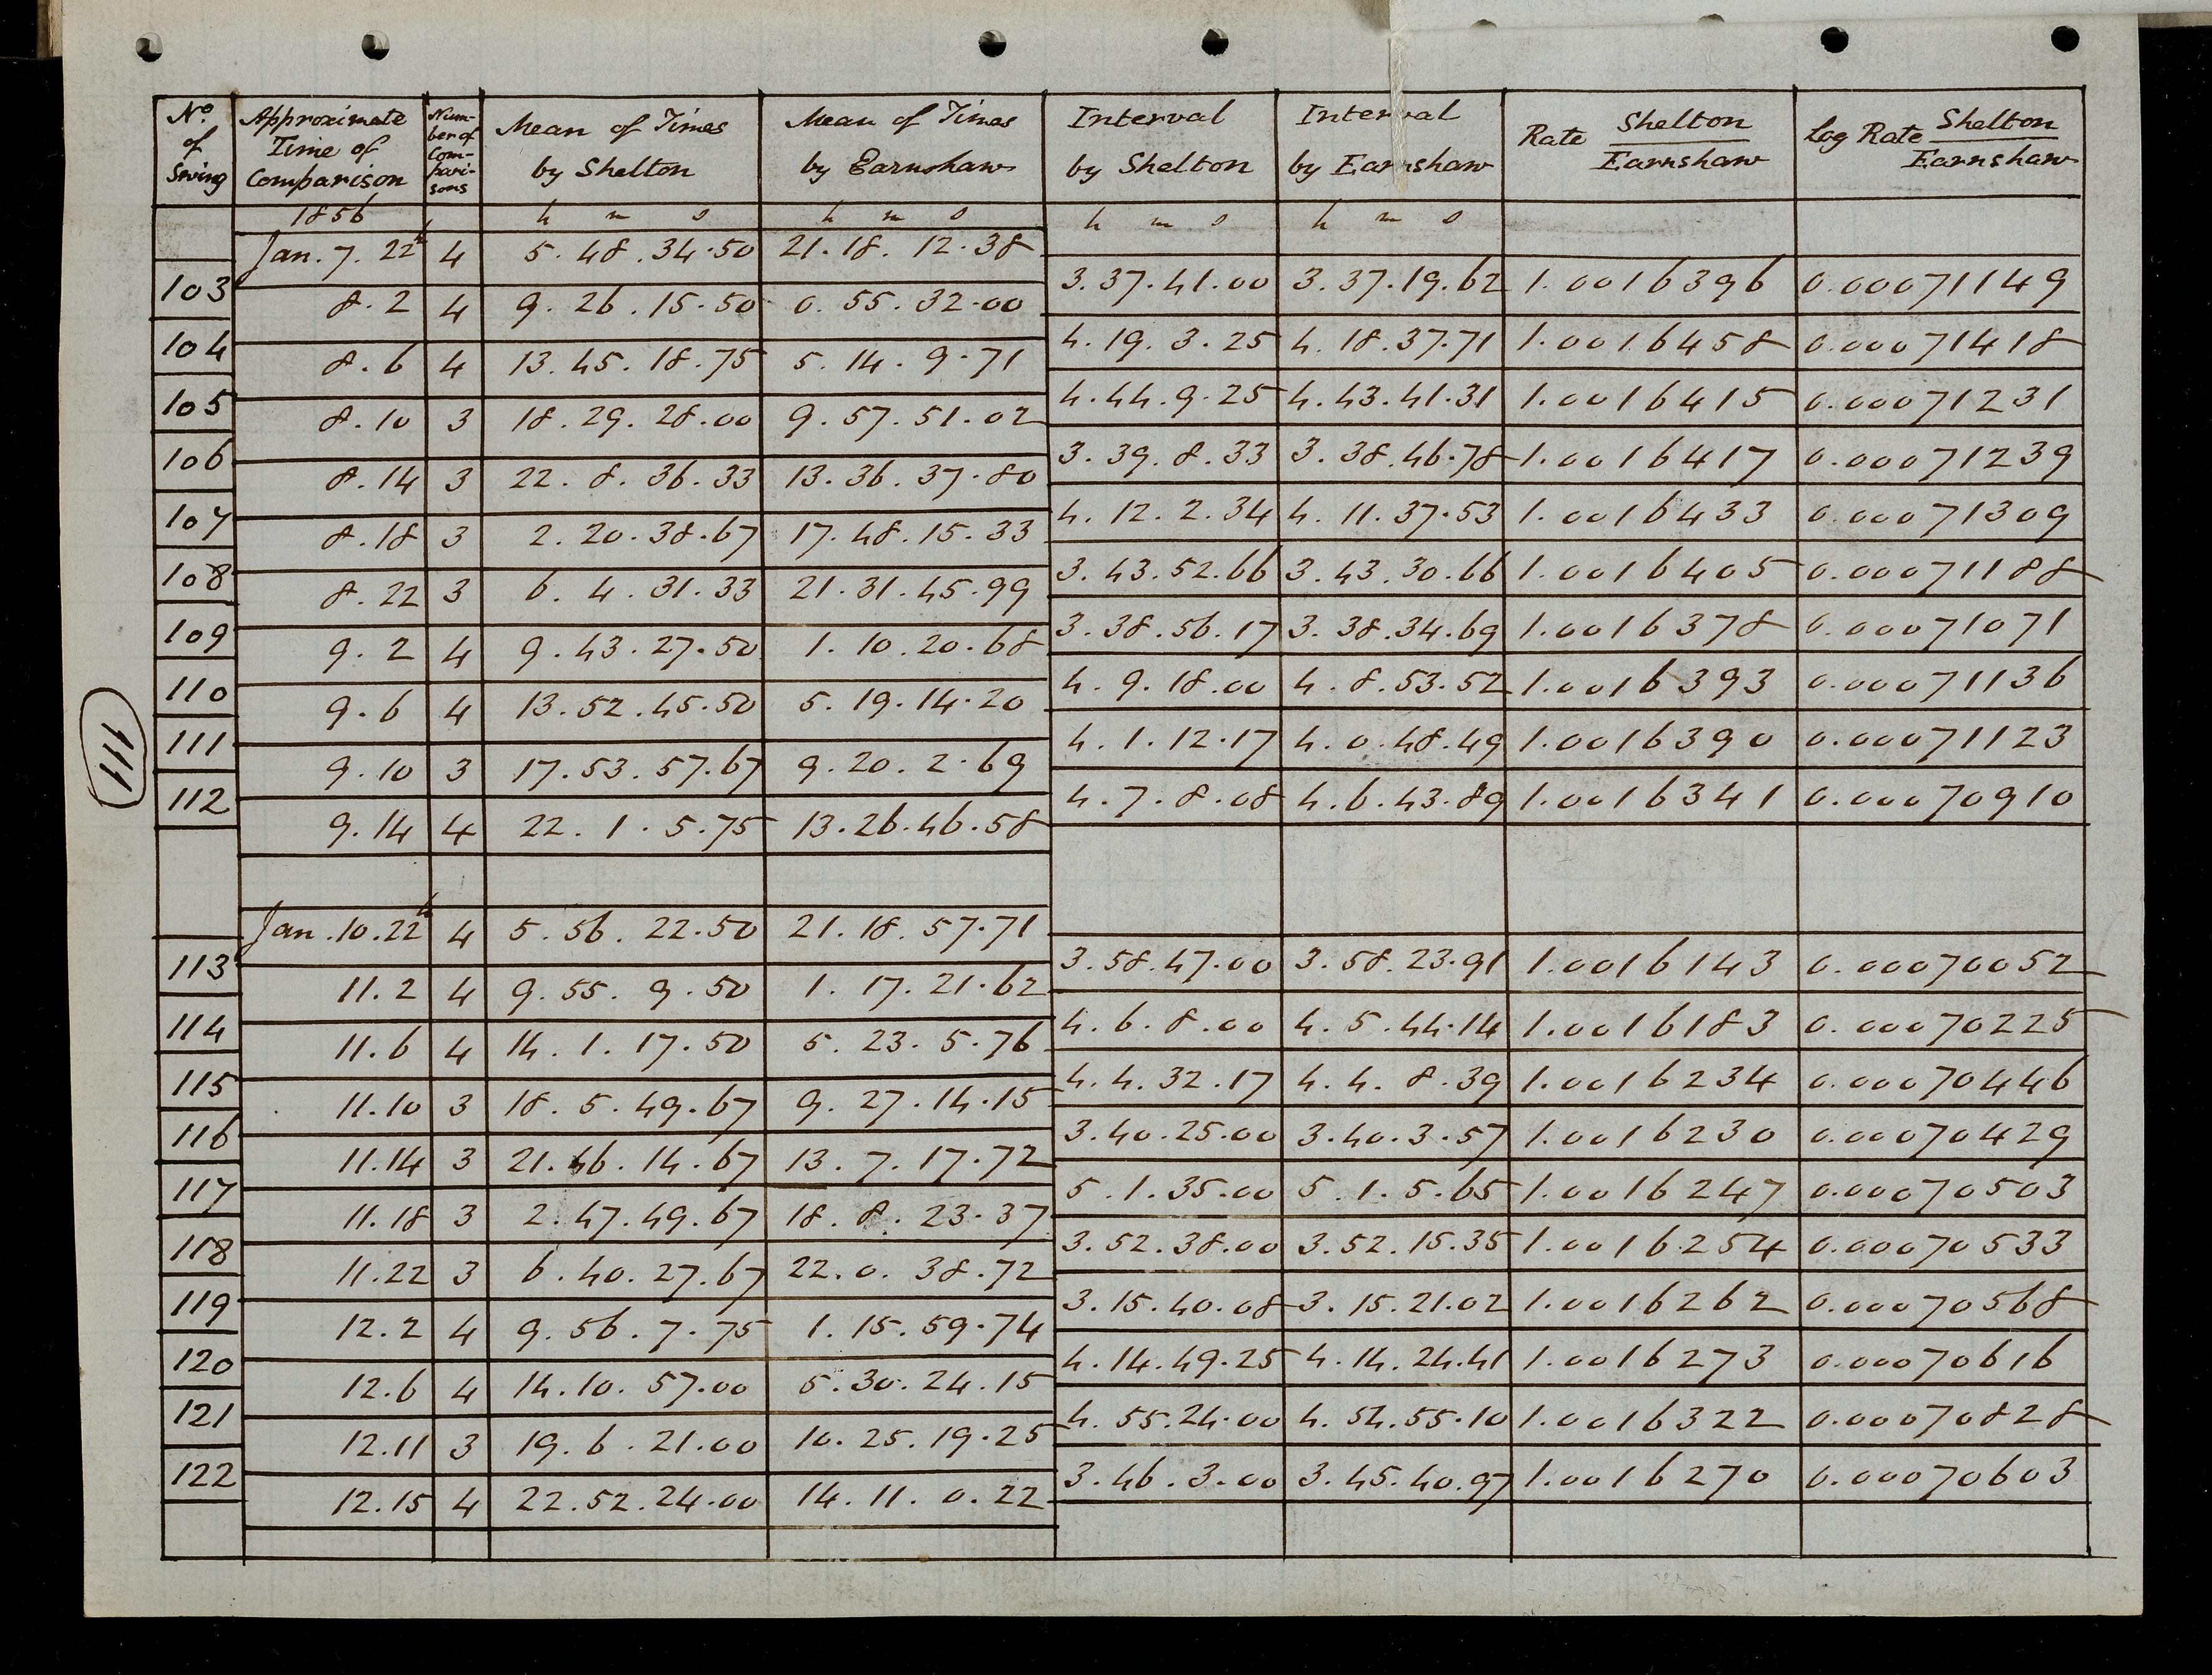 No. of Swing | Approximate Time of Comparison | Number of Comparisons | Mean of Times by Shelton | Mean of Times by Earnshaw | Interval by Shelton | Interval by Earnshaw | Rate Shelton/Earnshaw | Log Rate Shelton/Earnshaw
1856 | h m s | h m s | h m s | h m s
Jan. 7. 22h | 4 | 5. 48. 34.50 | 21. 18. 12.38
103 | 3. 37. 41.00 | 3. 37. 19.62 | 1.0016396 | 0.00071149
8. 2 | 4 | 9. 26. 15.50 | 0. 55. 32.00
104 | 4. 19. 3.25 | 4. 18. 37.71 | 1.0016458 | 0.00071418
8. 6 | 4 | 13. 45. 18.75 | 5. 14. 9.71
105 | 4. 44. 9.25 | 4. 43. 41.31 | 1.0016415 | 0.00071231
8. 10 | 3 | 18. 29. 28.00 | 9. 57. 51.02
106 | 3. 39. 8.33 | 3. 38. 46.78 | 1.0016417 | 0.00071239
8. 14 | 3 | 22. 8. 36.33 | 13. 36. 37.80
107 | 4. 12. 2.34 | 4. 11. 37.53 | 1.0016433 | 0.00071309
8. 18 | 3 | 2. 20. 38.67 | 17. 48. 15.33
108 | 3. 43. 52.66 | 3. 43. 30.66 | 1.0016405 | 0.00071188
8. 22 | 3 | 6. 4. 31.33 | 21. 31. 45.99
109 | 3. 38. 56.17 | 3. 38. 34.69 | 1.0016378 | 0.00071071
9. 2 | 4 | 9. 43. 27.50 | 1. 10. 20.68
110 | 4. 9. 18.00 | 4. 8. 53.52 | 1.0016393 | 0.00071136
9. 6 | 4 | 13. 52. 45.50 | 5. 19. 14.20
111 | 4. 1. 12.17 | 4. 0. 48.49 | 1.0016390 | 0.00071123
9. 10 | 3 | 17. 53. 57.67 | 9. 20. 2.69
112 | 4. 7. 8.08 | 4. 6. 43.89 | 1.0016341 | 0.00070910
9. 14 | 4 | 22. 1. 5.75 | 13. 26. 46.58
Jan. 10. 22h | 4 | 5. 56. 22.50 | 21. 18. 57.71
113 | 3. 58. 47.00 | 3. 58. 23.91 | 1.0016143 | 0.00070052
11. 2 | 4 | 9. 55. 9.50 | 1. 17. 21.62
114 | 4. 6. 8.00 | 4. 5. 44.14 | 1.0016183 | 0.00070225
11. 6 | 4 | 14. 1. 17.50 | 5. 23. 5.76
115 | 4. 4. 32.17 | 4. 4. 8.39 | 1.0016234 | 0.00070446
11. 10 | 3 | 18. 5. 49.67 | 9. 27. 14.15
116 | 3. 40. 25.00 | 3. 40. 3.57 | 1.0016230 | 0.00070429
11. 14 | 3 | 21. 46. 14.67 | 13. 7. 17.72
117 | 5. 1. 35.00 | 5. 1. 5.65 | 1.0016247 | 0.00070503
11. 18 | 3 | 2. 47. 49.67 | 18. 8. 23.37
118 | 3. 52. 38.00 | 3. 52. 15.35 | 1.0016254 | 0.00070533
11. 22 | 3 | 6. 40. 27.67 | 22. 0. 38.72
119 | 3. 15. 40.08 | 3. 15. 21.02 | 1.0016262 | 0.00070568
12. 2 | 4 | 9. 56. 7.75 | 1. 15. 59.74
120 | 4. 14. 49.25 | 4. 14. 24.41 | 1.0016273 | 0.00070616
12. 6 | 4 | 14. 10. 57.00 | 5. 30. 24.15
121 | 4. 55. 24.00 | 4. 54. 55.10 | 1.0016322 | 0.00070828
12. 11 | 3 | 19. 6. 21.00 | 10. 25. 19.25
122 | 3. 46. 3.00 | 3. 45. 40.97 | 1.0016270 | 0.00070603
12. 15 | 4 | 22. 52. 24.00 | 14. 11. 0.22
111